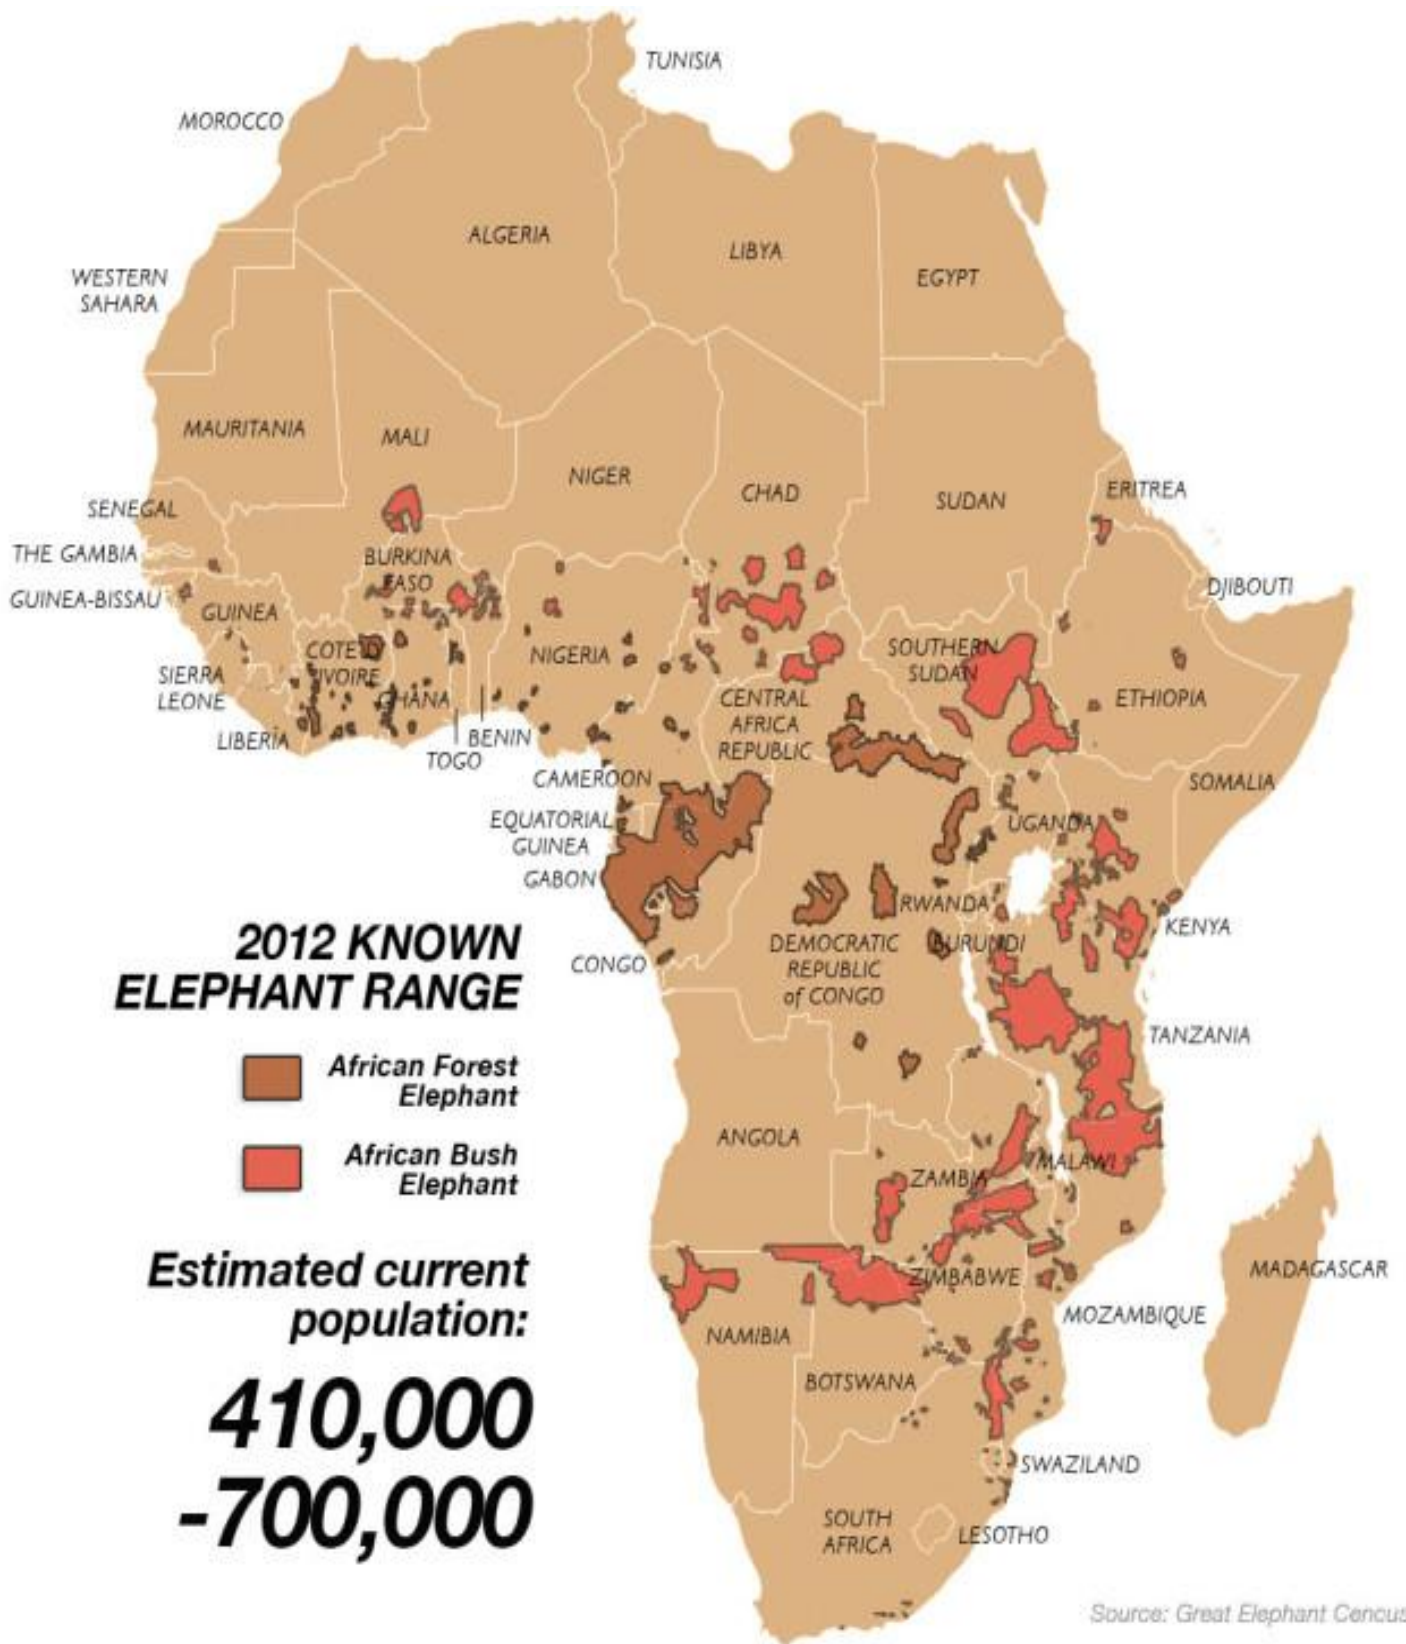 TUNISIA
MOROCCO
ALGERIA
LIBYA
EGYPT
WESTERN
SAHARA
MAURITANIA
MALI
NIGER
CHAD
SUDAN
ERITREA
SENEGAL
THE GAMBIA
GUINEA-BISSAU
GUINEA
BURKINA
FASO
DJIBOUTI
SIERRA
LEONE
COTE D'
IVOIRE
GHANA
NIGERIA
SOUTHERN
SUDAN
ETHIOPIA
LIBERIA
TOGO
BENIN
CENTRAL
AFRICA
REPUBLIC
CAMEROON
SOMALIA
EQUATORIAL
GUINEA
UGANDA
GABON
RWANDA
KENYA
CONGO
DEMOCRATIC
REPUBLIC
of CONGO
BURUNDI
TANZANIA
2012 KNOWN
ELEPHANT RANGE
African Forest
Elephant
African Bush
Elephant
Estimated current
population:
410,000
-700,000
ANGOLA
ZAMBIA
MALAWI
MADAGASCAR
ZIMBABWE
MOZAMBIQUE
NAMIBIA
BOTSWANA
SWAZILAND
SOUTH
AFRICA
LESOTHO
Source: Great Elephant Cencus